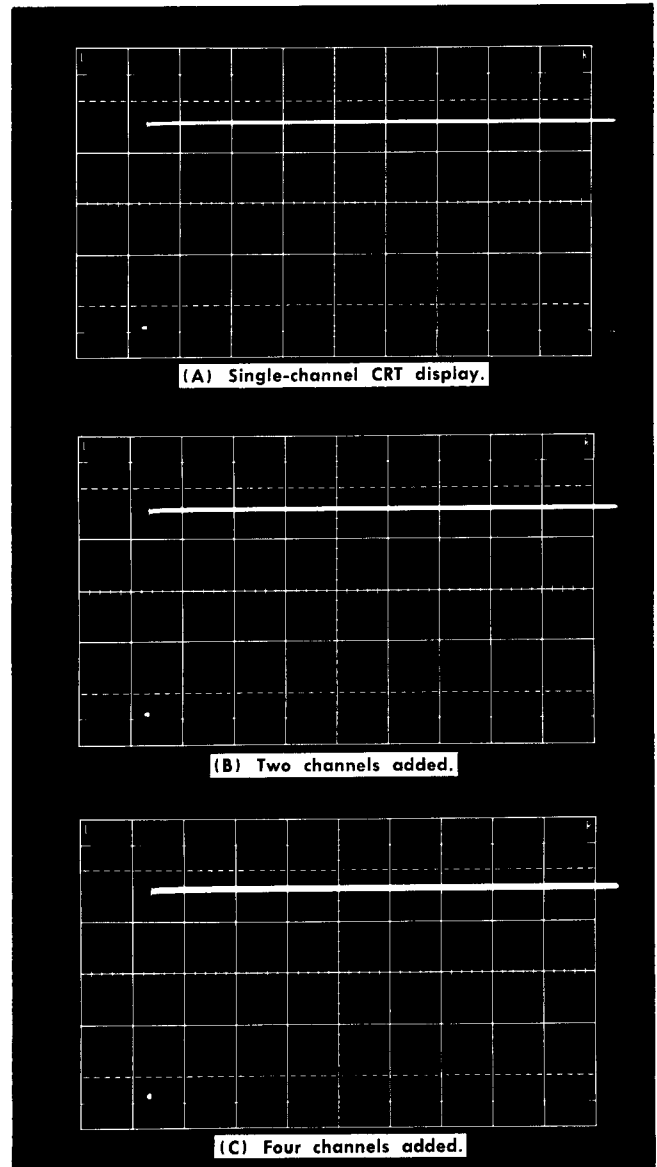 (A) Single-channel CRT display.
(B) Two channels added.
(C) Four channels added.